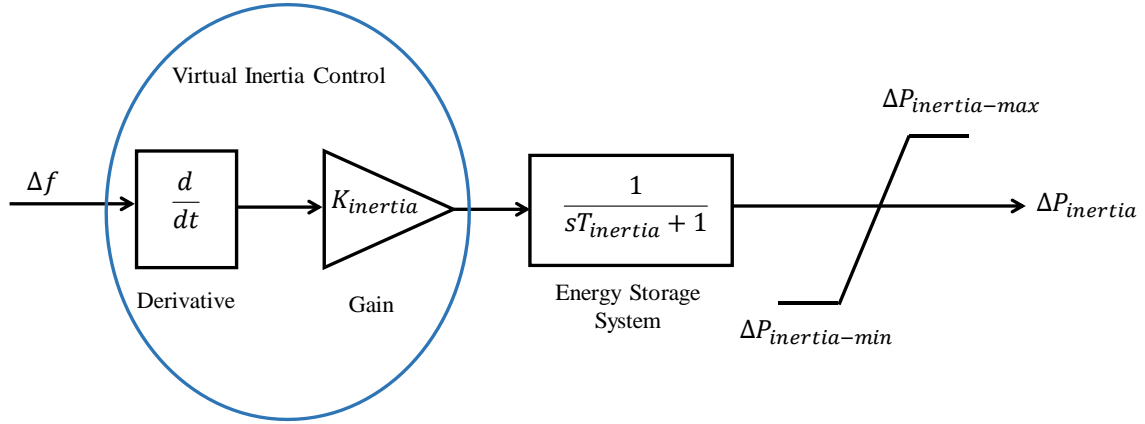 Virtual Inertia Control
ΔP_{inertia−max}
Δf
d
dt
K_{inertia}
1
sT_{inertia} + 1
ΔP_{inertia}
Derivative
Gain
Energy Storage
System
ΔP_{inertia−min}